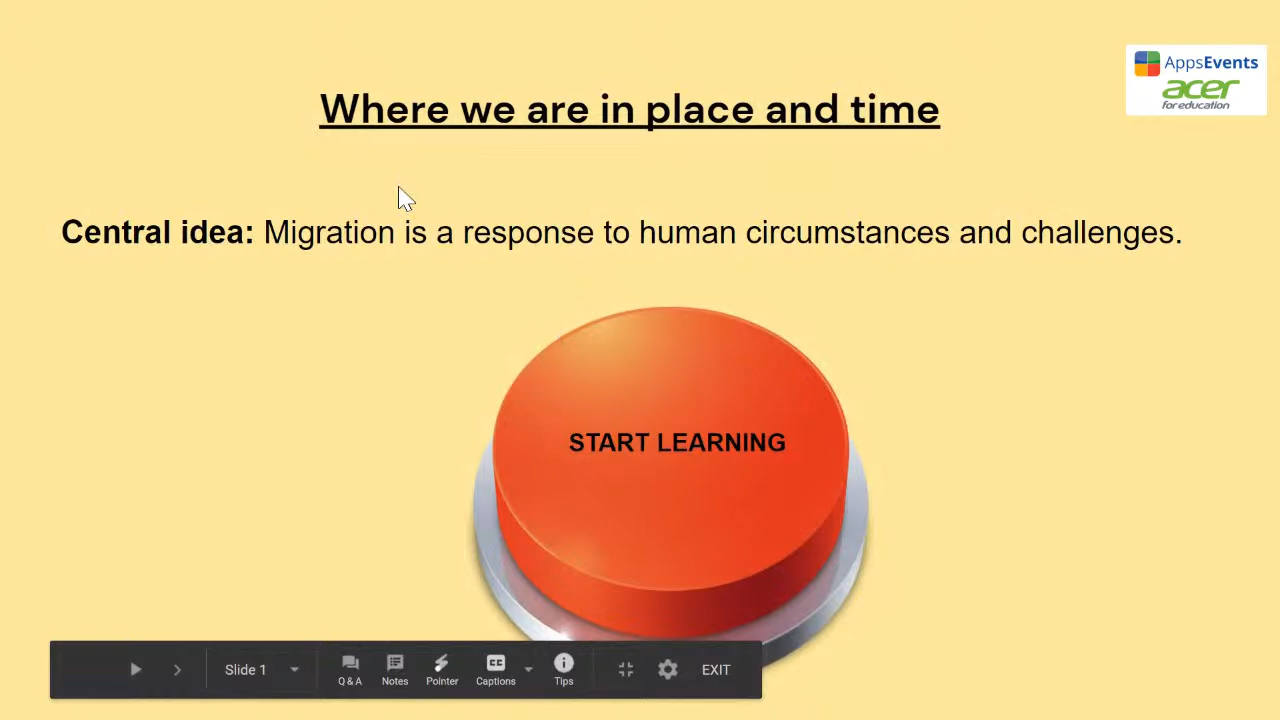 AppsEvents
acer
for education
Where we are in place and time
Central idea: Migration is a response to human circumstances and challenges.
START LEARNING
Slide 1
Q & A
Notes
Pointer
CC
Captions
Tips
EXIT